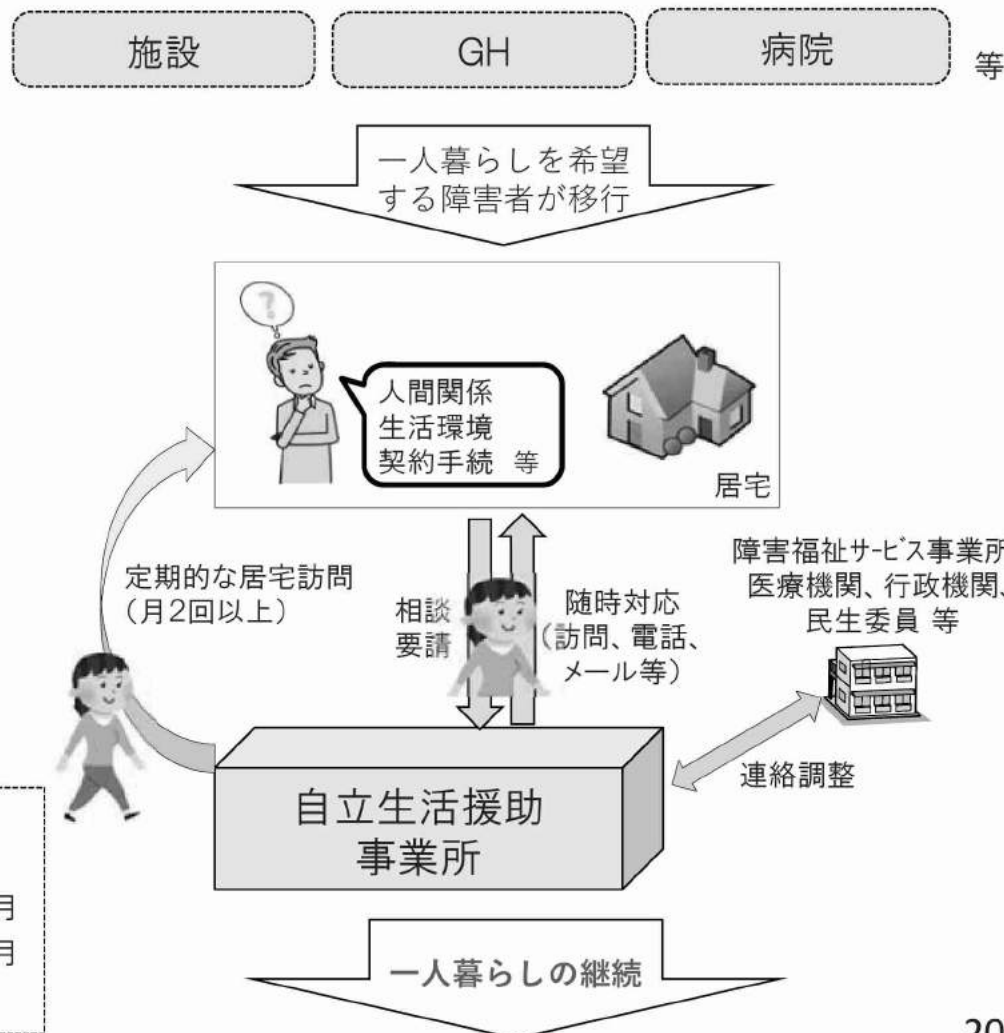 施設
GH
病院
等
一人暮らしを希望
する障害者が移行
?
人間関係
生活環境
契約手続 等
居宅
定期的な居宅訪問
(月2回以上)
相談
要請
随時対応
(訪問、電話、
メール等)
障害福祉サービス事業所
医療機関、行政機関、
民生委員 等
連絡調整
自立生活援助
事業所
月
月
一人暮らしの継続